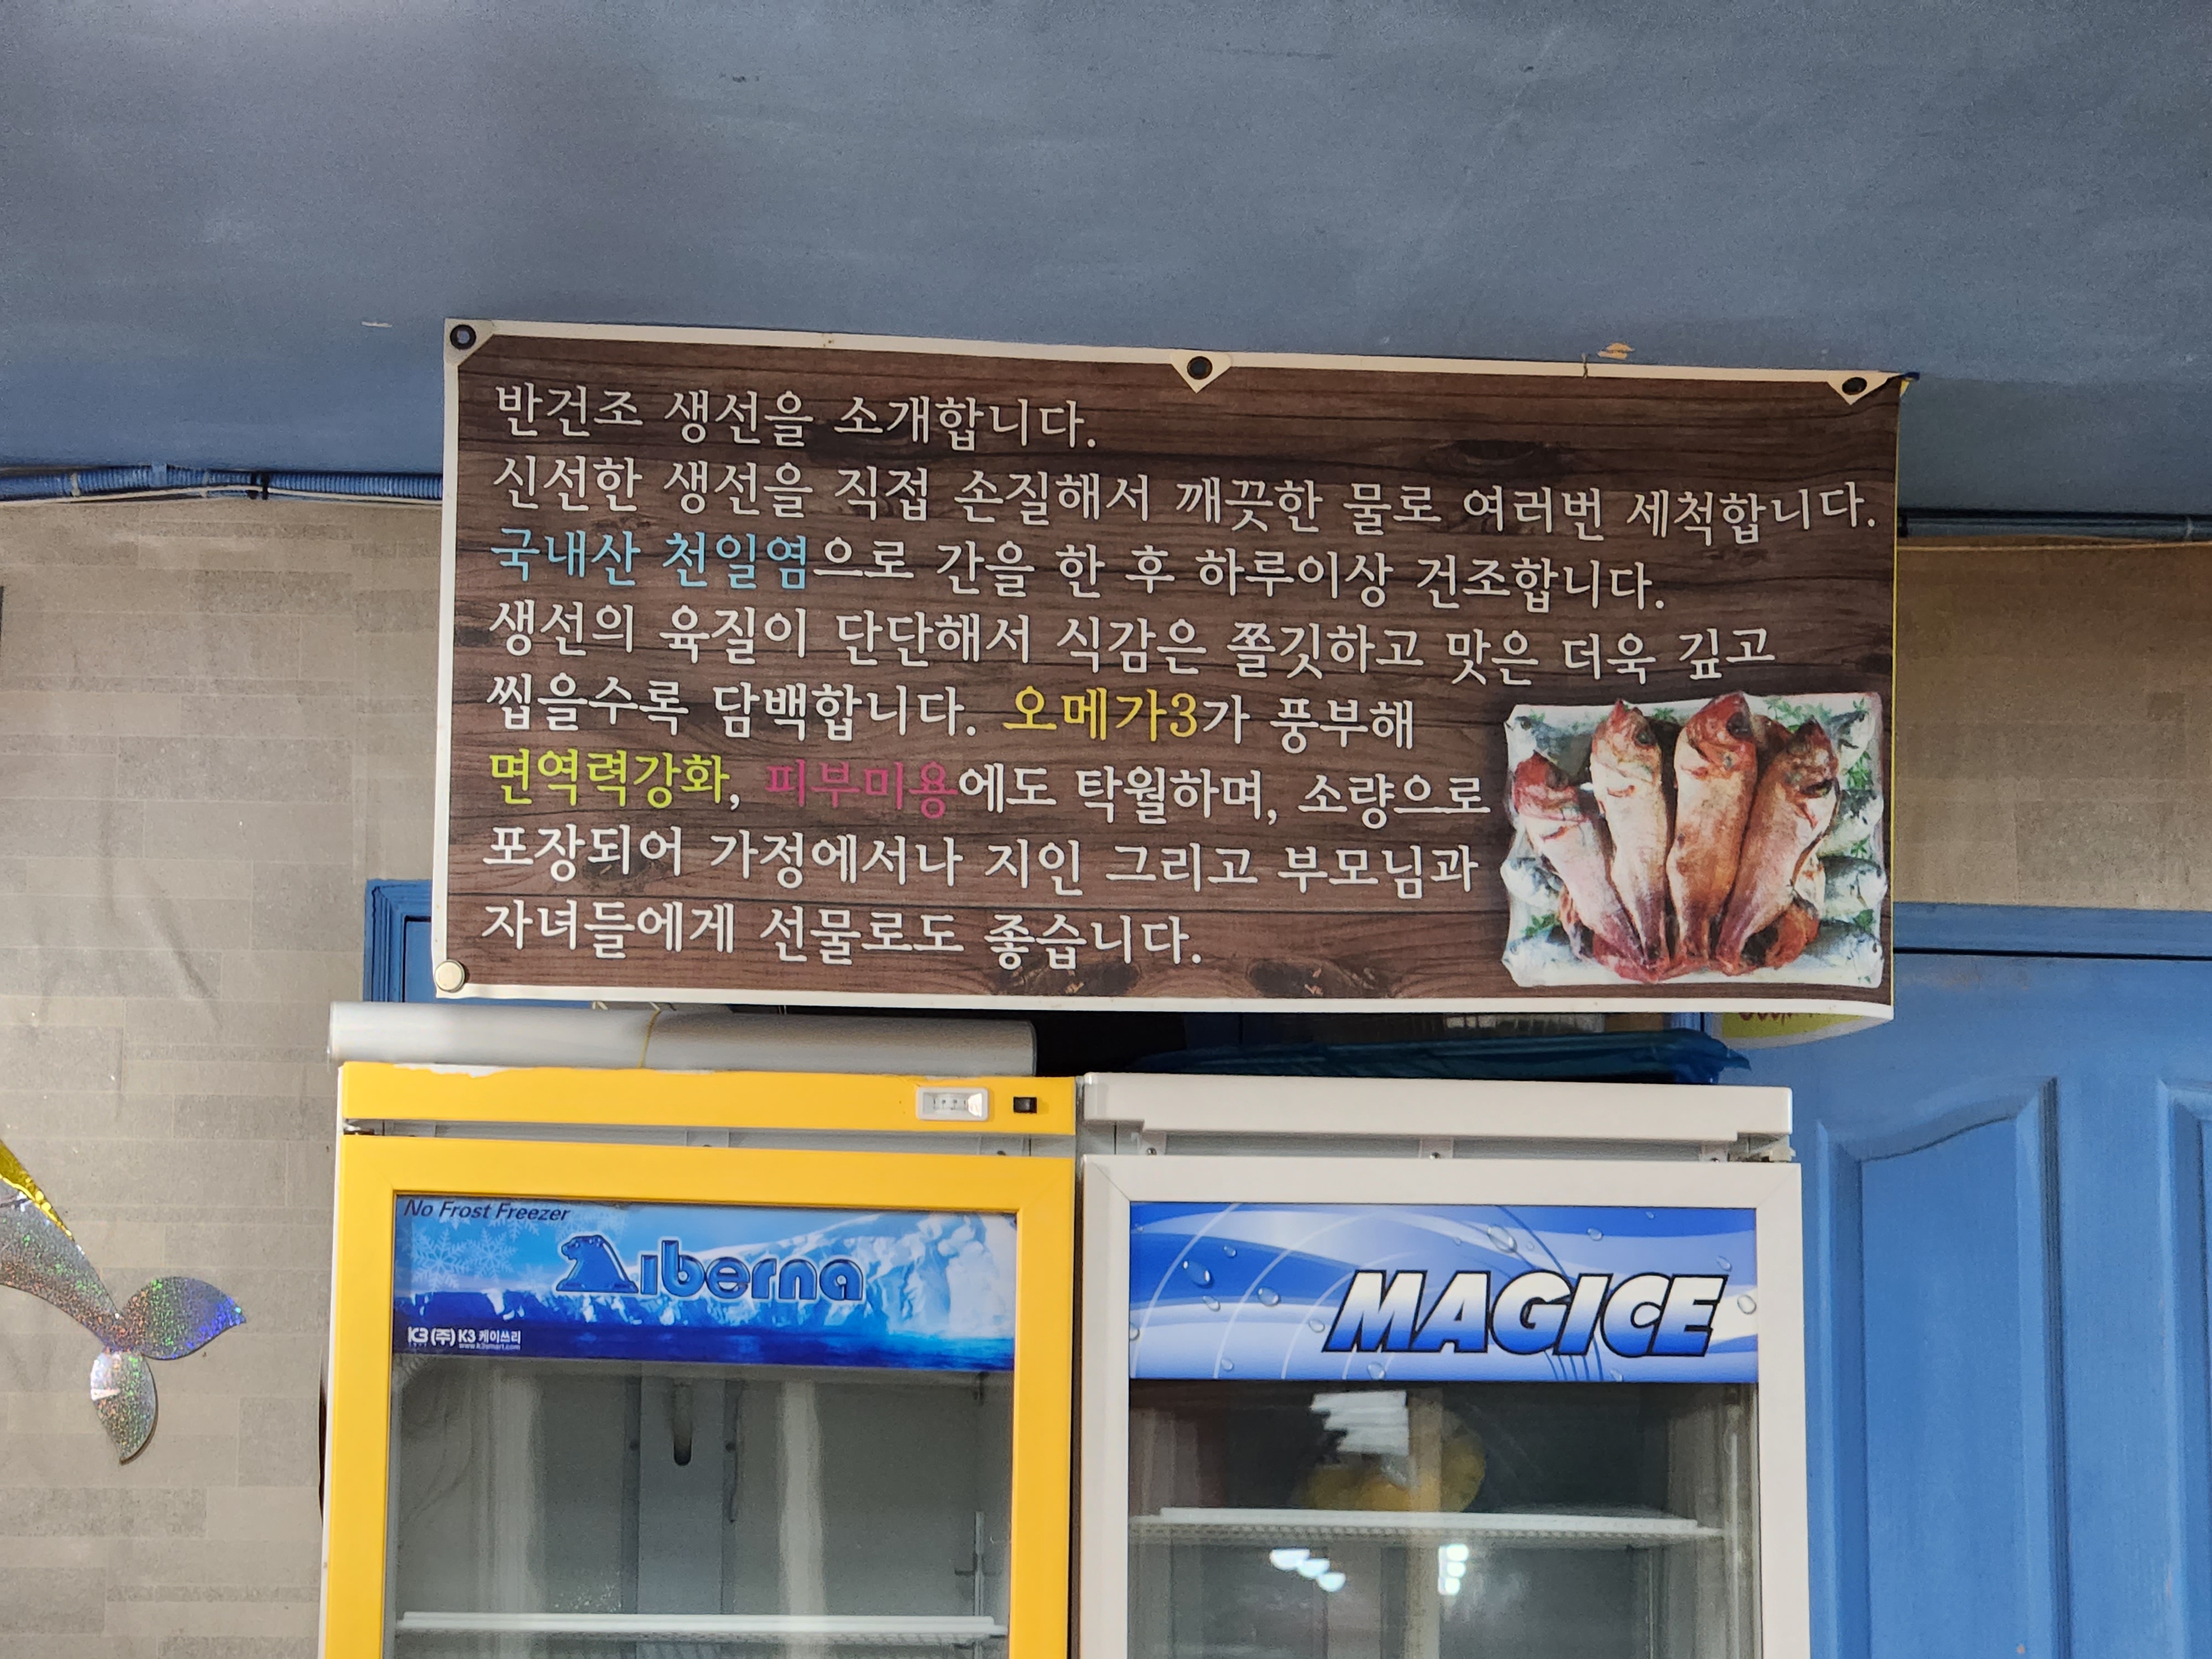 반건조 생선을 소개합니다.
신선한 생선을 직접 손질해서 깨끗한 물로 여러번 세척합니다.
국내산 천일염으로 간을 한 후 하루이상 건조합니다.
생선의 육질이 단단해서 식감은 쫄깃하고 맛은 더욱 깊고
씹을수록 담백합니다. 오메가3가 풍부해
면역력강화, 피부미용에도 탁월하며, 소량으로
포장되어 가정에서나 지인 그리고 부모님과
자녀들에게 선물로도 좋습니다.
No Frost Freezer
Aiberna
K3 (주) K3 케이쓰리
www.k3smart.com
MAGICE